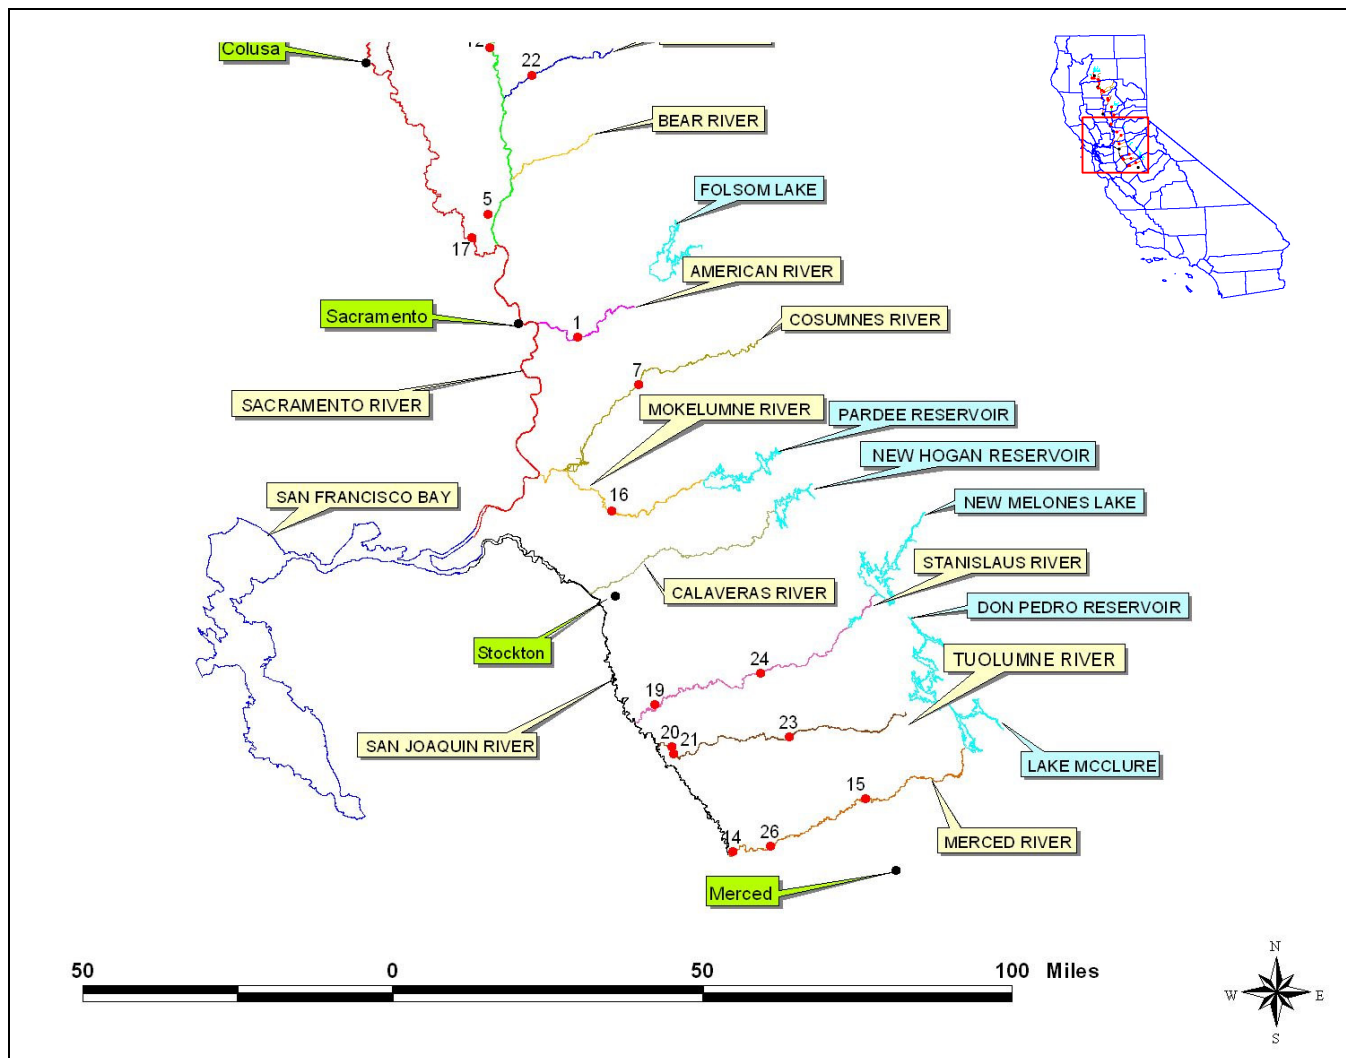 Colusa
12
22
BEAR RIVER
FOLSOM LAKE
5
17
AMERICAN RIVER
Sacramento
1
COSUMNES RIVER
7
SACRAMENTO RIVER
MOKELUMNE RIVER
PARDEE RESERVOIR
NEW HOGAN RESERVOIR
SAN FRANCISCO BAY
16
NEW MELONES LAKE
STANISLAUS RIVER
CALAVERAS RIVER
DON PEDRO RESERVOIR
Stockton
24
TUOLUMNE RIVER
19
20
21
23
SAN JOAQUIN RIVER
LAKE MCCLURE
15
14
26
MERCED RIVER
Merced
50 0 50 100 Miles
N
W E
S